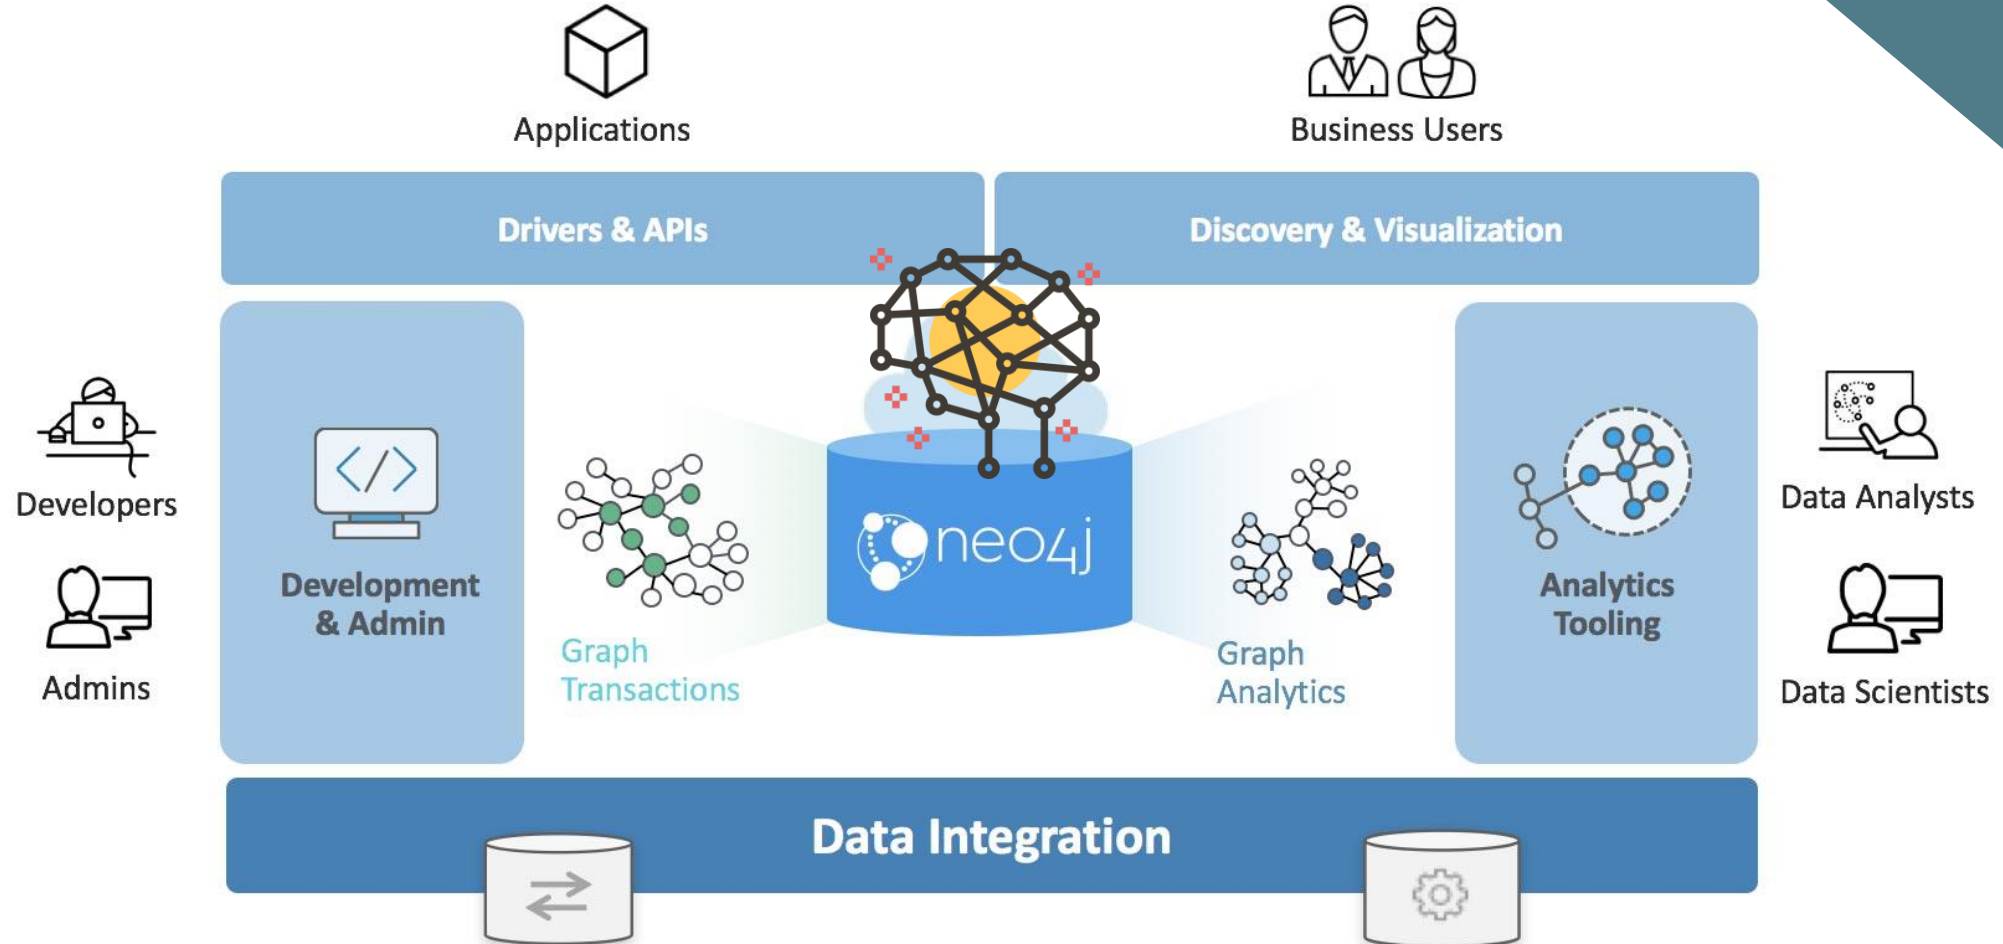 Applications
Business Users
Drivers & APIs
Discovery & Visualization
Developers
Admins
Development
& Admin
Graph
Transactions
neo4j
Graph
Analytics
Analytics
Tooling
Data Analysts
Data Scientists
Data Integration